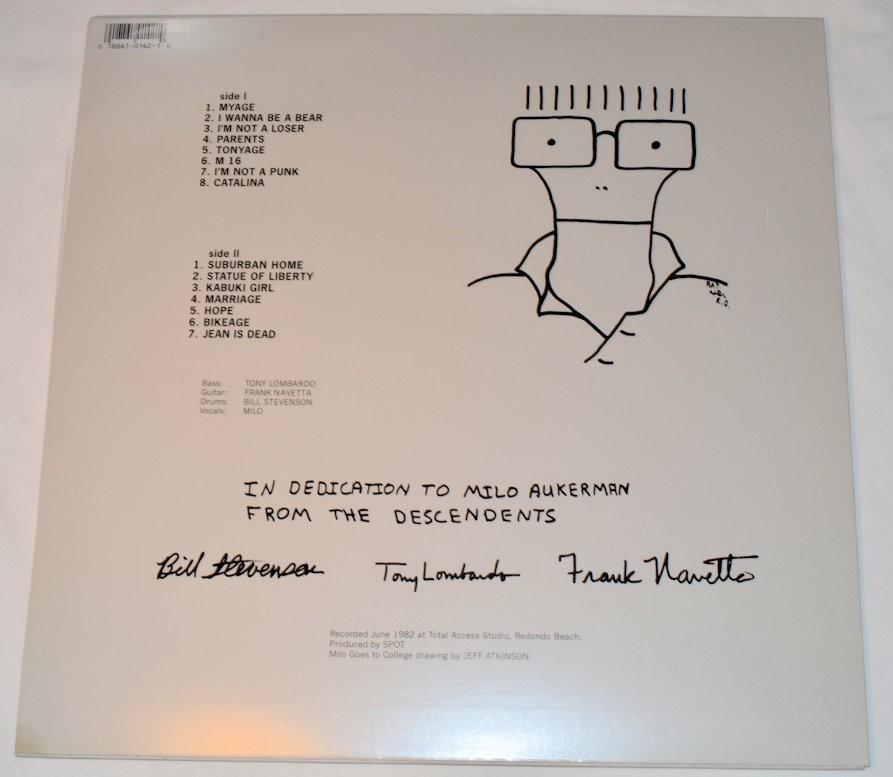 0 18861-0142-1 0
side I
1. MYAGE
2. I WANNA BE A BEAR
3. I'M NOT A LOSER
4. PARENTS
5. TONYAGE
6. M 16
7. I'M NOT A PUNK
8. CATALINA
side II
1. SUBURBAN HOME
2. STATUE OF LIBERTY
3. KABUKI GIRL
4. MARRIAGE
5. HOPE
6. BIKEAGE
7. JEAN IS DEAD
Bass: TONY LOMBARDO
Guitar: FRANK NAVETTA
Drums: BILL STEVENSON
Vocals: MILO
IN DEDICATION TO MILO AUKERMAN
FROM THE DESCENDENTS
Bill Stevenson Tony Lombardo Frank Navetta
Recorded June 1982 at Total Access Studio, Redondo Beach.
Produced by SPOT
Milo Goes to College drawing by JEFF ATKINSON